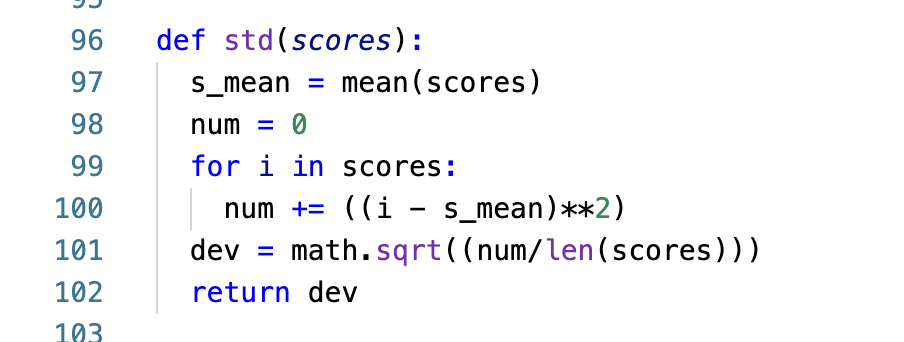 95
96 def std(scores):
97 s_mean = mean(scores)
98 num = 0
99 for i in scores:
100 num += ((i - s_mean)**2)
101 dev = math.sqrt((num/len(scores)))
102 return dev
103